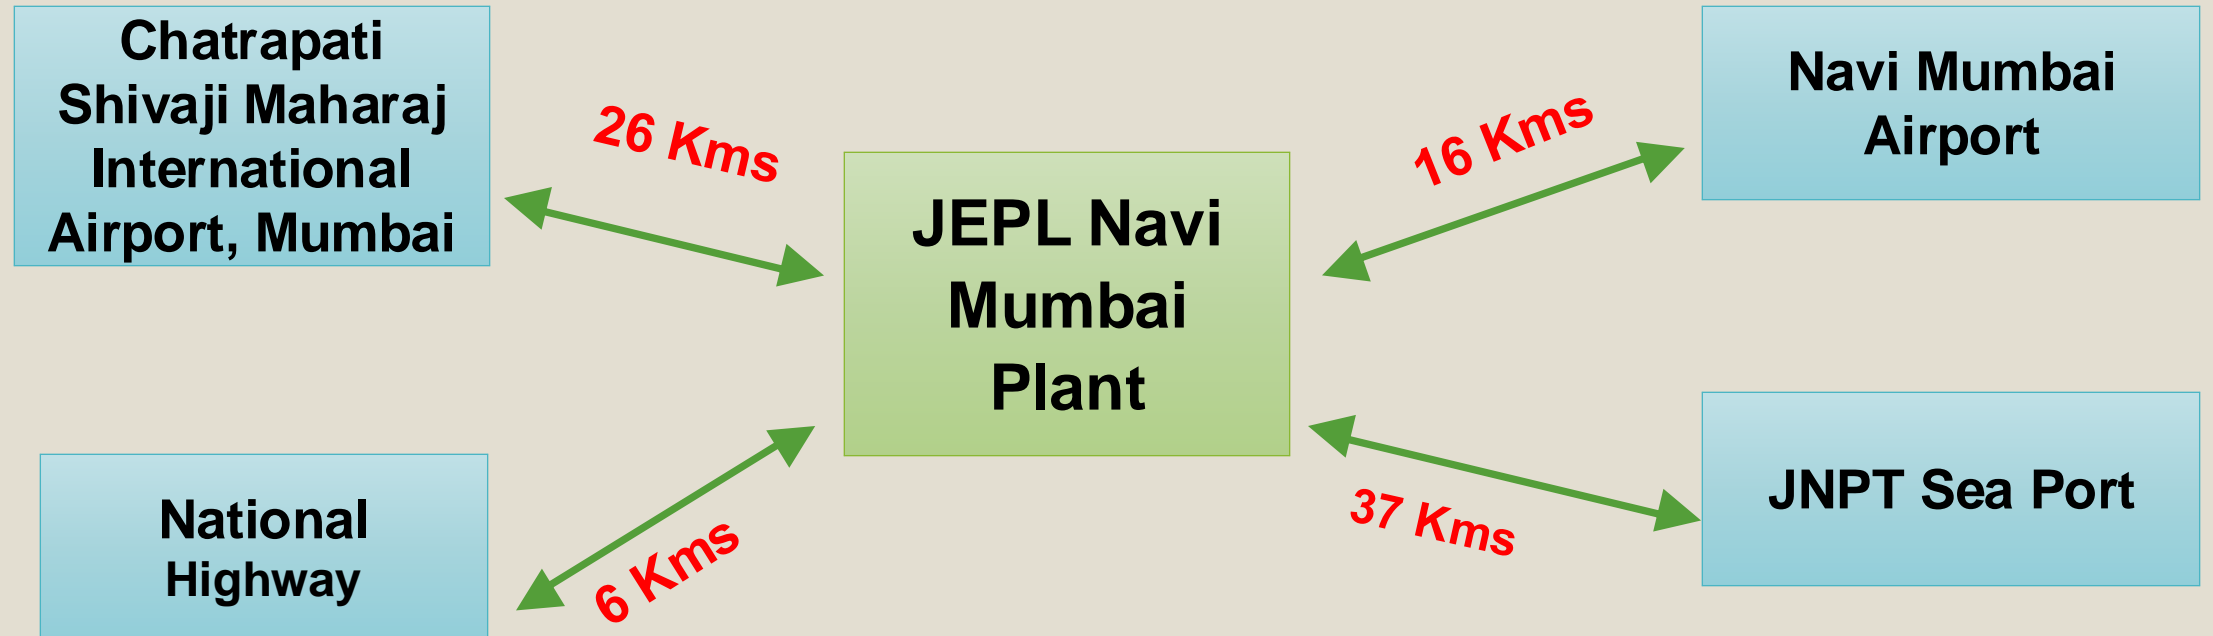 Chatrapati
Shivaji Maharaj
International
Airport, Mumbai
26 Kms
JEPL Navi
Mumbai
Plant
16 Kms
Navi Mumbai
Airport
National
Highway
6 Kms
37 Kms
JNPT Sea Port